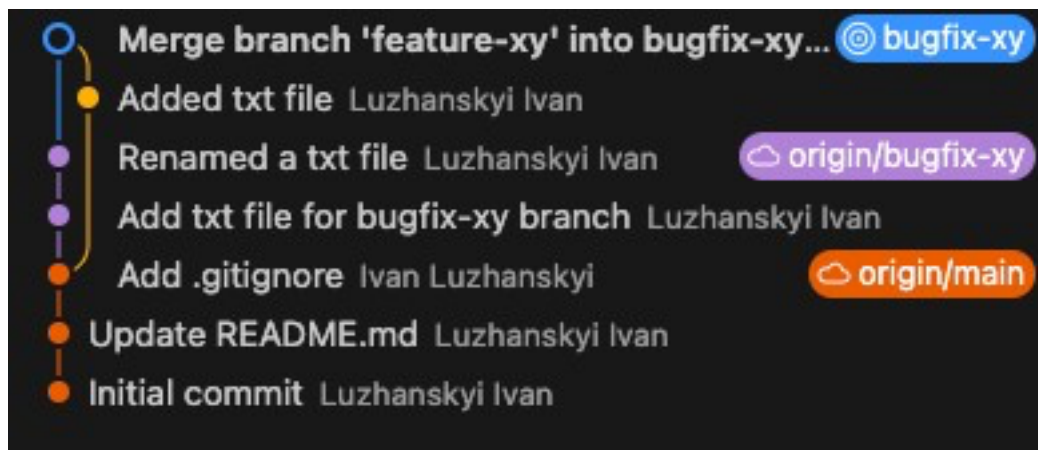 Merge branch 'feature-xy' into bugfix-xy... bugfix-xy
Added txt file Luzhanskyi Ivan
Renamed a txt file Luzhanskyi Ivan origin/bugfix-xy
Add txt file for bugfix-xy branch Luzhanskyi Ivan
Add .gitignore Ivan Luzhanskyi origin/main
Update README.md Luzhanskyi Ivan
Initial commit Luzhanskyi Ivan